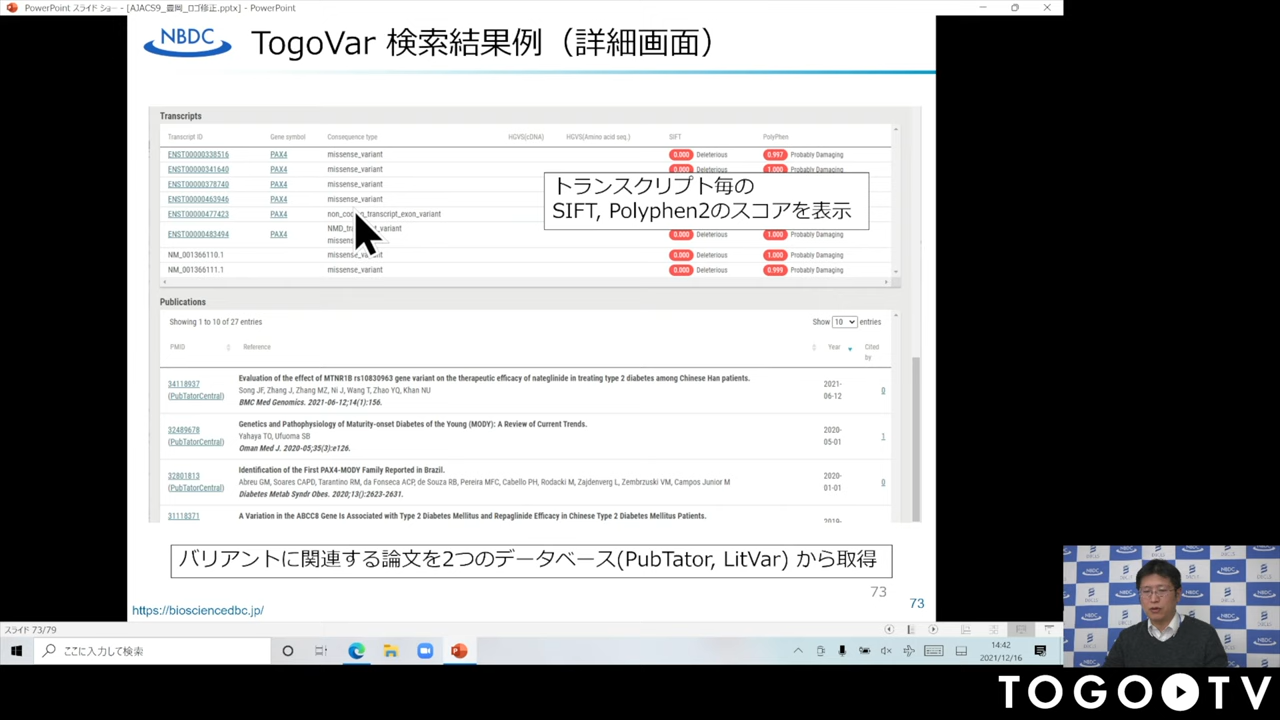 PowerPoint スライド ショー - [AJACS9_豊岡_ロゴ修正.pptx] - PowerPoint
NBDC
TogoVar 検索結果例（詳細画面）
Transcripts
Transcript ID Gene symbol Consequence type HGVS(cDNA) HGVS(Amino acid seq.) SIFT PolyPhen
ENST00000338516 PAX4 missense_variant 0.000 Deleterious 0.997 Probably Damaging
ENST00000341640 PAX4 missense_variant 0.000 Deleterious 1.000 Probably Damaging
ENST00000378740 PAX4 missense_variant
ENST00000463946 PAX4 missense_variant
ENST00000477423 PAX4 non_coding_transcript_exon_variant
ENST00000483494 PAX4 NMD_transcript_variant
missense_variant 0.000 Deleterious 1.000 Probably Damaging
NM_001366110.1 missense_variant 0.000 Deleterious 1.000 Probably Damaging
NM_001366111.1 missense_variant 0.000 Deleterious 0.999 Probably Damaging
トランスクリプト毎の
SIFT, Polyphen2のスコアを表示
Publications
Showing 1 to 10 of 27 entries Show 10 entries
PMID Reference Year Cited by
34118937
(PubTatorCentral)
Evaluation of the effect of MTNR1B rs10830963 gene variant on the therapeutic efficacy of nateglinide in treating type 2 diabetes among Chinese Han patients.
Song JF, Zhang J, Zhang MZ, Ni J, Wang T, Zhao YQ, Khan NU
BMC Med Genomics. 2021-06-12;14(1):156.
2021-
06-12
0
32489678
(PubTatorCentral)
Genetics and Pathophysiology of Maturity-onset Diabetes of the Young (MODY): A Review of Current Trends.
Yahaya TO, Ufuoma SB
Oman Med J. 2020-05;35(3):e126.
2020-
05-01
1
32801813
(PubTatorCentral)
Identification of the First PAX4-MODY Family Reported in Brazil.
Abreu GM, Soares CAPD, Tarantino RM, da Fonseca ACP, de Souza RB, Pereira MFC, Cabello PH, Rodacki M, Zajdenverg L, Zembrzuski VM, Campos Junior M
Diabetes Metab Syndr Obes. 2020;13():2623-2631.
2020-
01-01
0
31118371
A Variation in the ABCC8 Gene Is Associated with Type 2 Diabetes Mellitus and Repaglinide Efficacy in Chinese Type 2 Diabetes Mellitus Patients.
2019-
バリアントに関連する論文を2つのデータベース(PubTator, LitVar) から取得
73
73
https://biosciencedbc.jp/
スライド 73/79
ここに入力して検索
14:42
2021/12/16
NBDC
TOGO TV